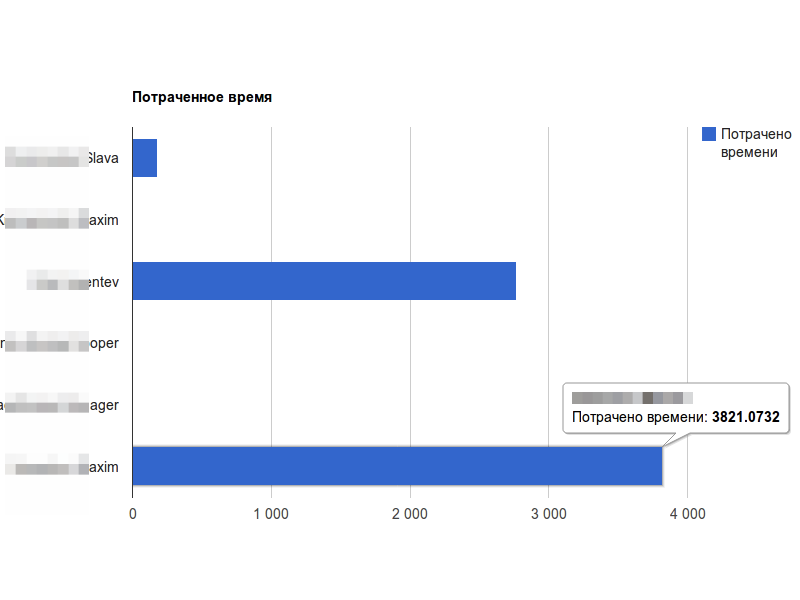 Потраченное время
Потрачено
времени
Slava
axim
entev
oper
ager
Потрачено времени: 3821.0732
axim
0 1 000 2 000 3 000 4 000